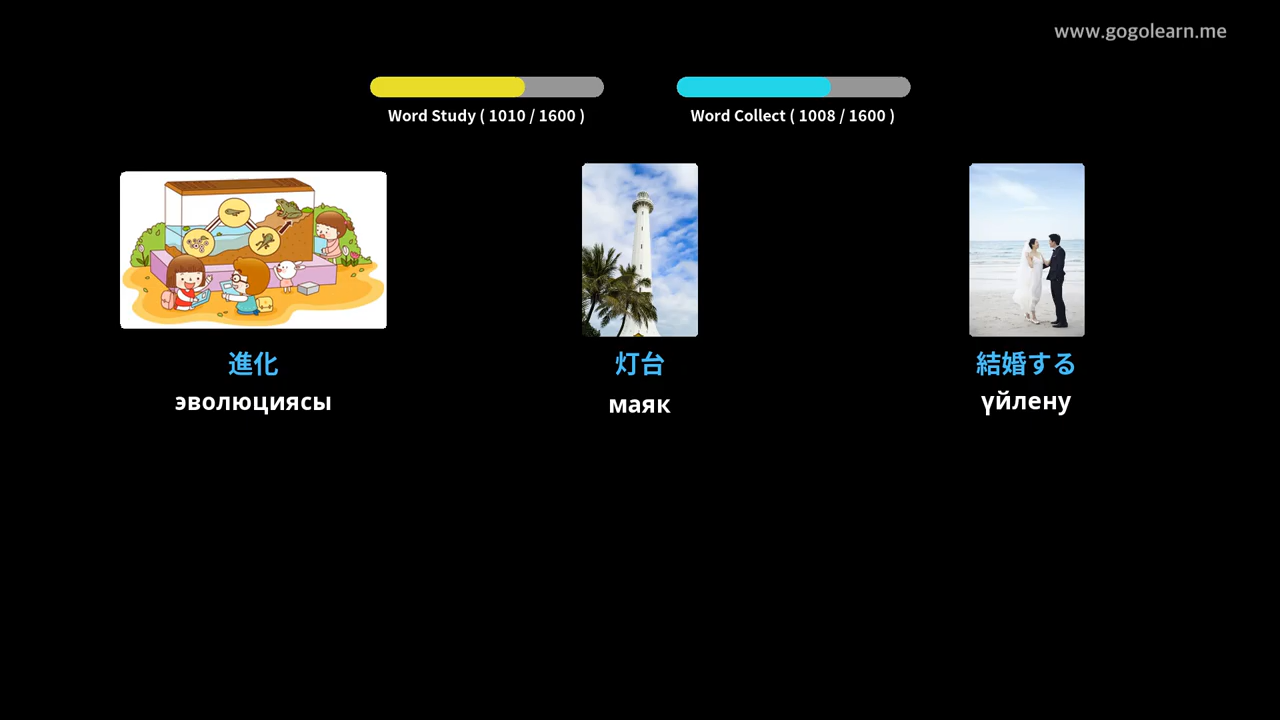 www.gogolearn.me
Word Study ( 1010 / 1600 )
Word Collect ( 1008 / 1600 )
進化
灯台
結婚する
эволюциясы
маяк
үйлену